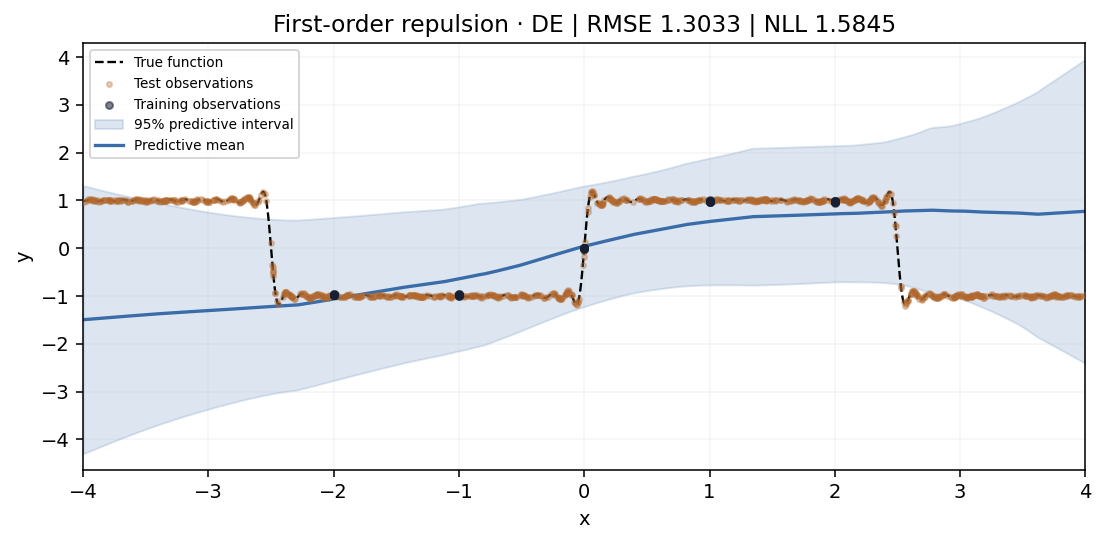 First-order repulsion · DE | RMSE 1.3033 | NLL 1.5845
True function
Test observations
Training observations
95% predictive interval
Predictive mean
4
3
2
1
0
−1
−2
−3
−4
y
−4 −3 −2 −1 0 1 2 3 4
x